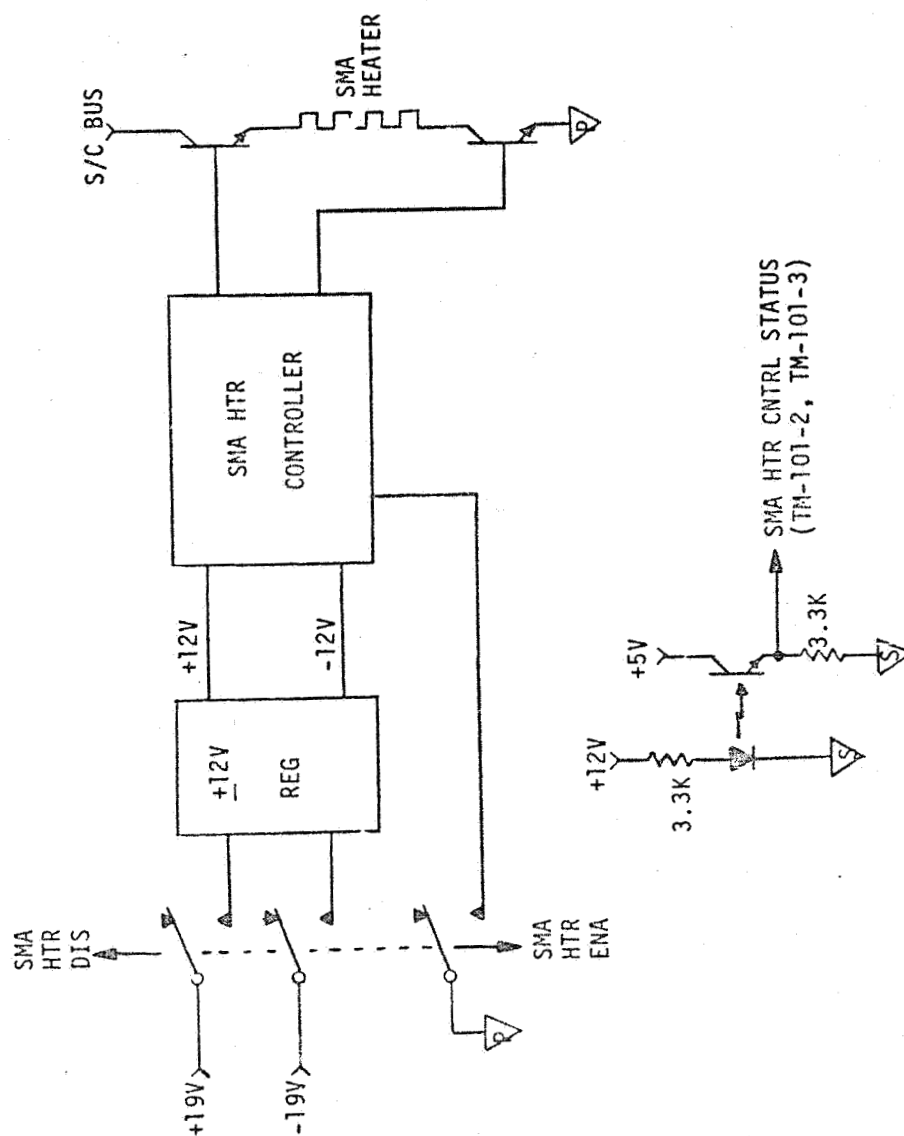 SMA
HTR
DIS
+19V
-19V
P
SMA
HTR
ENA
±12V
REG
+12V
-12V
SMA HTR
CONTROLLER
S/C BUS
SMA
HEATER
P
+12V
3.3K
S
+5V
3.3K
S
SMA HTR CNTRL STATUS
(TM-101-2, TM-101-3)